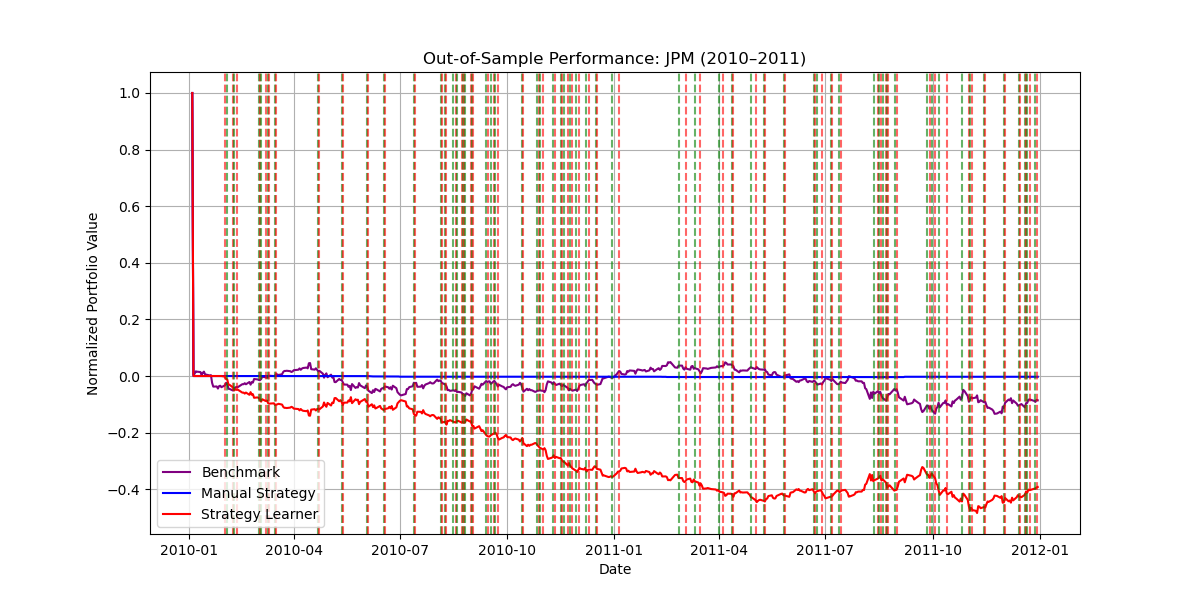 Out-of-Sample Performance: JPM (2010–2011)
Normalized Portfolio Value
1.0
0.8
0.6
0.4
0.2
0.0
−0.2
−0.4
Benchmark
Manual Strategy
Strategy Learner
2010-01
2010-04
2010-07
2010-10
2011-01
2011-04
2011-07
2011-10
2012-01
Date